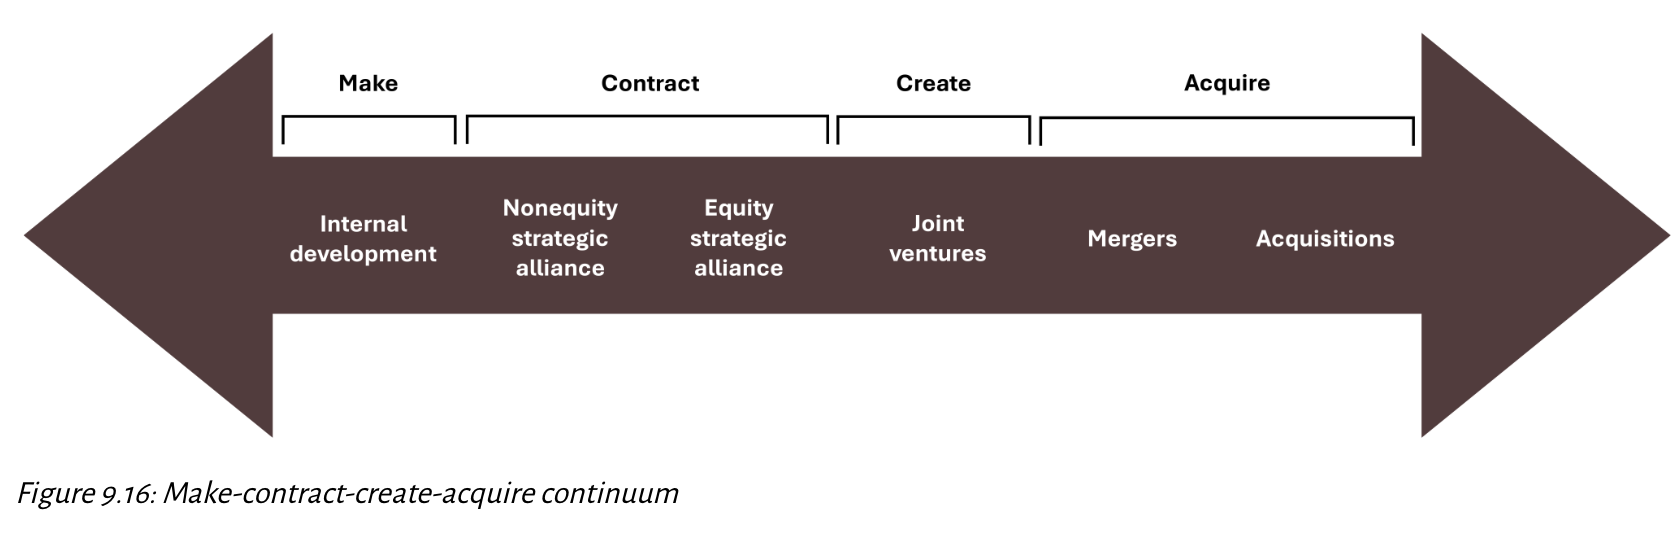 Make
Contract
Create
Acquire
Internal
development
Nonequity
strategic
alliance
Equity
strategic
alliance
Joint
ventures
Mergers
Acquisitions
Figure 9.16: Make-contract-create-acquire continuum